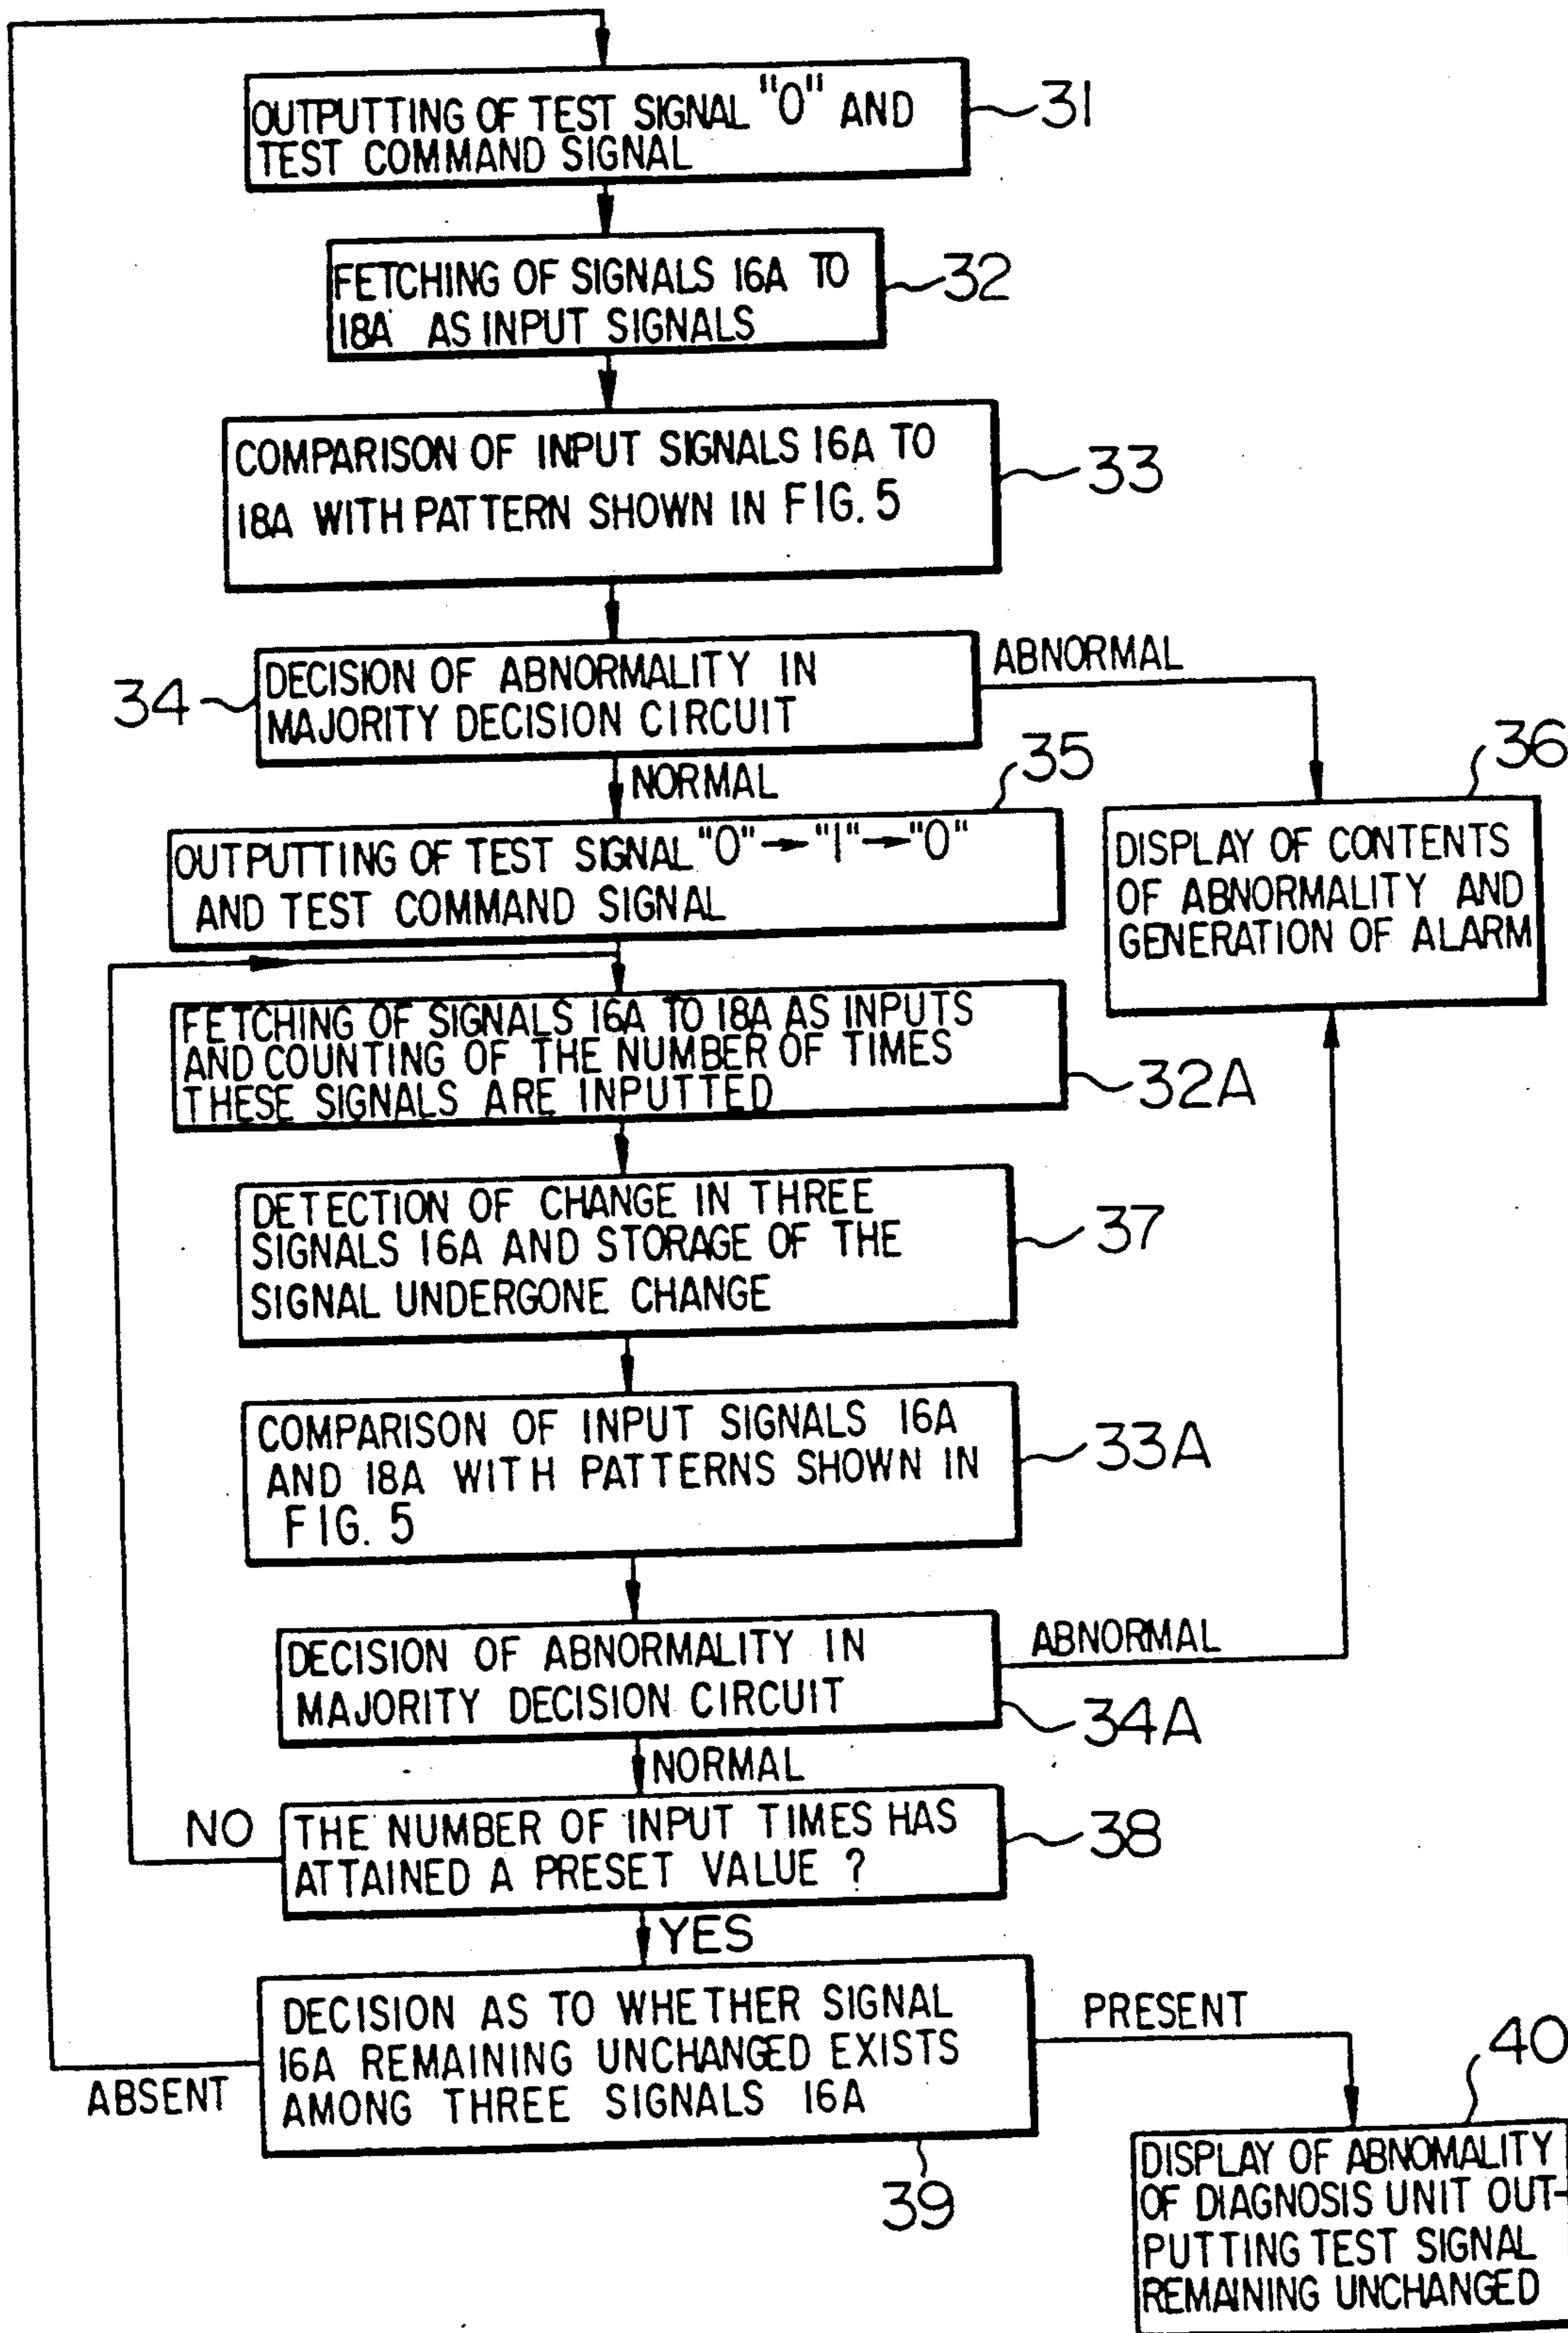 OUTPUTTING OF TEST SIGNAL "0" AND
TEST COMMAND SIGNAL
31
FETCHING OF SIGNALS 16A TO
18A AS INPUT SIGNALS
32
COMPARISON OF INPUT SIGNALS 16A TO
18A WITH PATTERN SHOWN IN FIG. 5
33
34
DECISION OF ABNORMALITY IN
MAJORITY DECISION CIRCUIT
ABNORMAL
NORMAL
35
36
OUTPUTTING OF TEST SIGNAL "0"→"1"→"0"
AND TEST COMMAND SIGNAL
DISPLAY OF CONTENTS
OF ABNORMALITY AND
GENERATION OF ALARM
FETCHING OF SIGNALS 16A TO 18A AS INPUTS
AND COUNTING OF THE NUMBER OF TIMES
THESE SIGNALS ARE INPUTTED
32A
DETECTION OF CHANGE IN THREE
SIGNALS 16A AND STORAGE OF THE
SIGNAL UNDERGONE CHANGE
37
COMPARISON OF INPUT SIGNALS 16A
AND 18A WITH PATTERNS SHOWN IN
FIG. 5
33A
DECISION OF ABNORMALITY IN
MAJORITY DECISION CIRCUIT
ABNORMAL
34A
NORMAL
NO
THE NUMBER OF INPUT TIMES HAS
ATTAINED A PRESET VALUE ?
38
YES
DECISION AS TO WHETHER SIGNAL
16A REMAINING UNCHANGED EXISTS
AMONG THREE SIGNALS 16A
PRESENT
ABSENT
39
40
DISPLAY OF ABNOMALITY
OF DIAGNOSIS UNIT OUT-
PUTTING TEST SIGNAL
REMAINING UNCHANGED